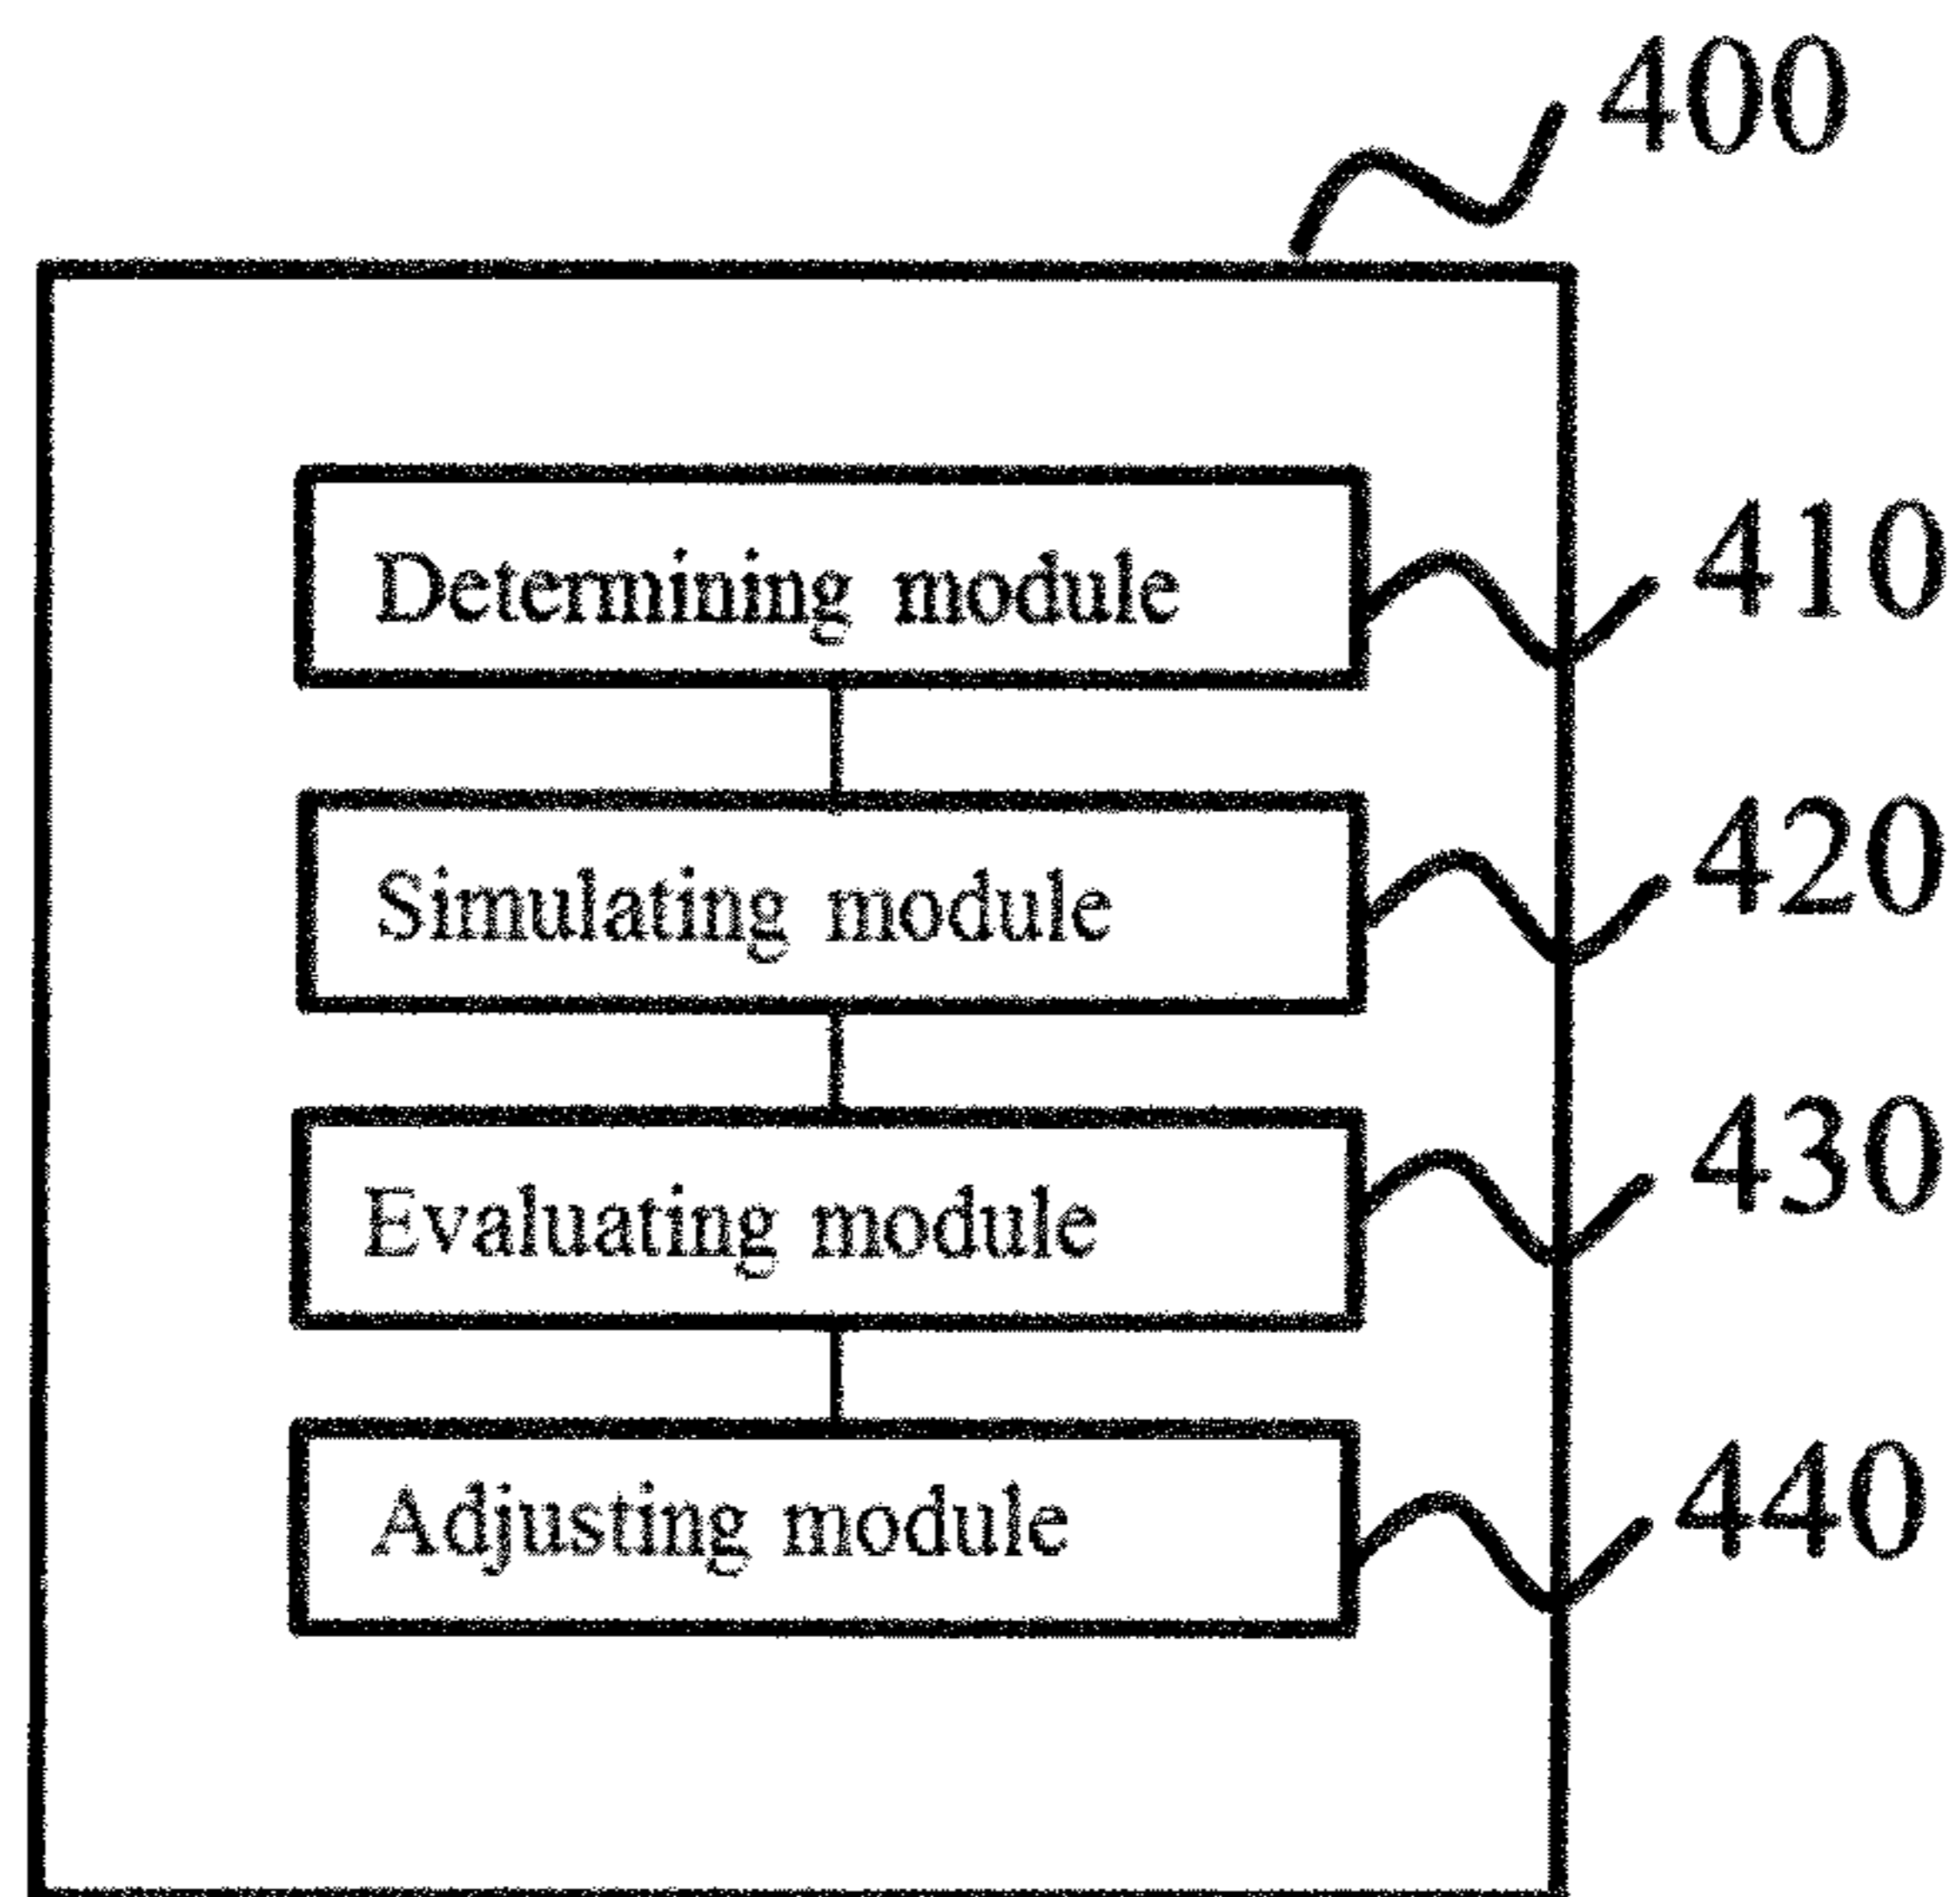 400
Determining module
410
Simulating module
420
Evaluating module
430
Adjusting module
440